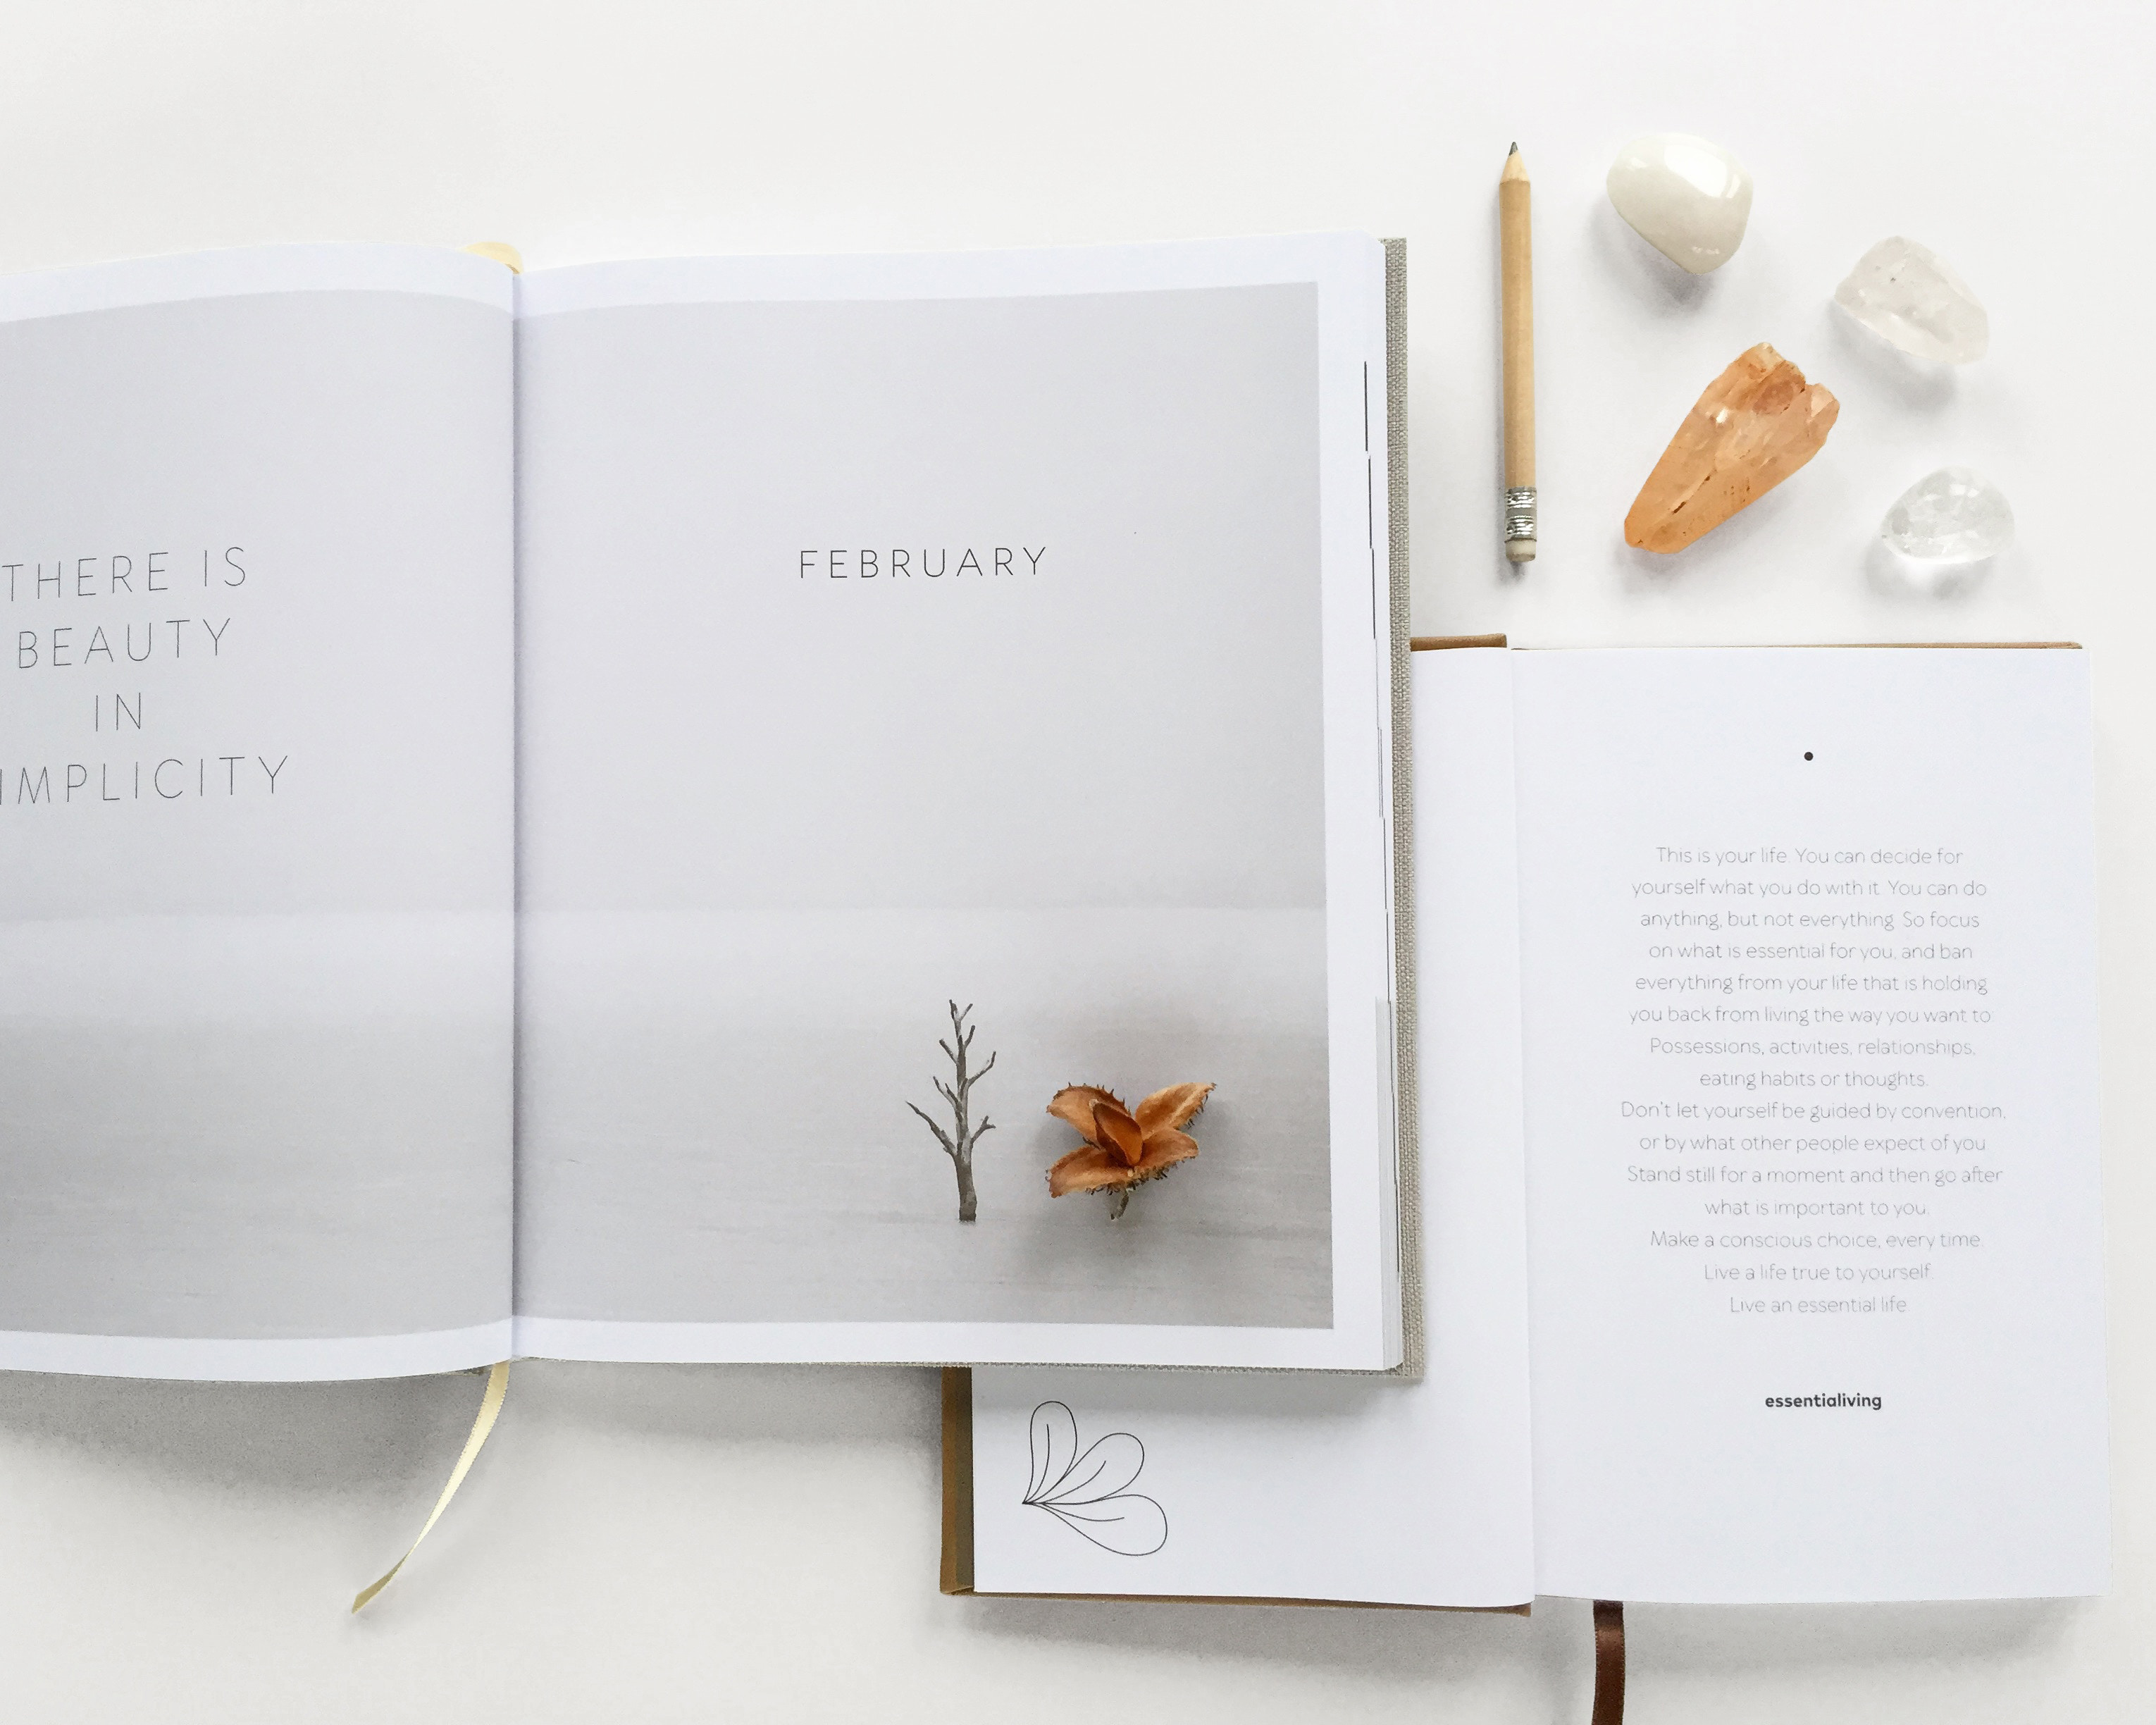 THERE IS
BEAUTY
IN
IMPLICITY
FEBRUARY
This is your life. You can decide for
yourself what you do with it. You can do
anything, but not everything. So focus
on what is essential for you, and ban
everything from your life that is holding
you back from living the way you want to:
Possessions, activities, relationships,
eating habits or thoughts.
Don't let yourself be guided by convention,
or by what other people expect of you
Stand still for a moment and then go after
what is important to you.
Make a conscious choice, every time.
Live a life true to yourself.
Live an essential life.
essentialiving